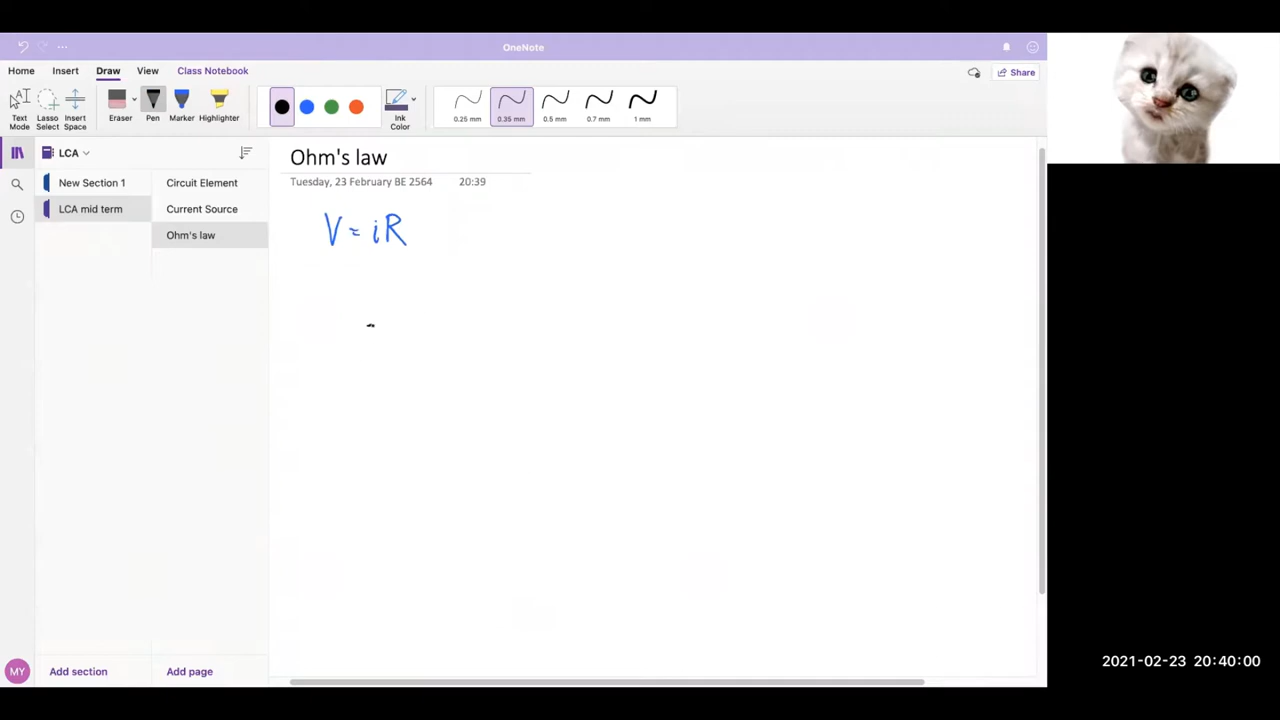 OneNote
Home Insert Draw View Class Notebook
Share
Text Mode
Lasso Select
Insert Space
Eraser
Pen
Marker
Highlighter
Ink Color
0.25 mm
0.35 mm
0.5 mm
0.7 mm
1 mm
LCA
New Section 1
LCA mid term
Circuit Element
Current Source
Ohm's law
Ohm's law
Tuesday, 23 February BE 2564 20:39
V = iR
MY
Add section
Add page
2021-02-23 20:40:00